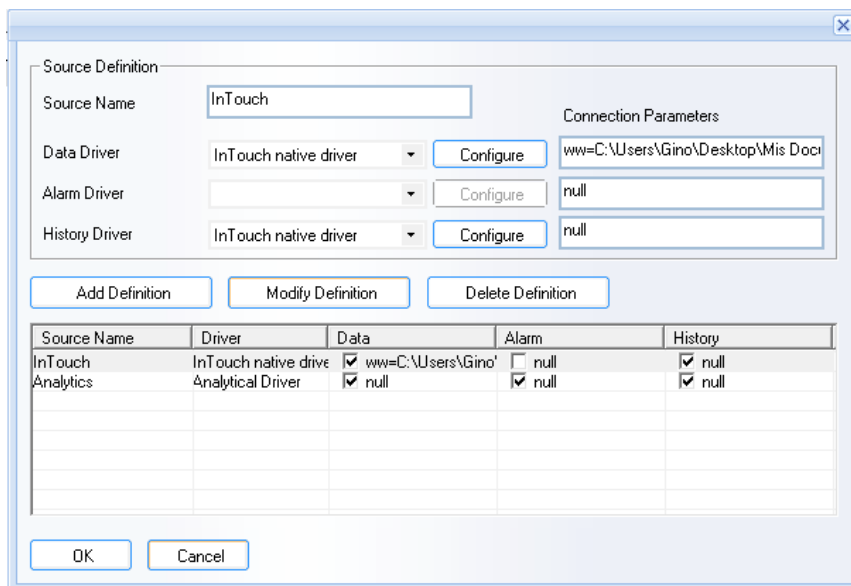 Source Definition
Source Name InTouch
Connection Parameters
Data Driver InTouch native driver Configure ww=C:\Users\Gino\Desktop\Mis Docu
Alarm Driver Configure null
History Driver InTouch native driver Configure null
Add Definition Modify Definition Delete Definition
Source Name Driver Data Alarm History
InTouch InTouch native drive ww=C:\Users\Gino' null null
Analytics Analytical Driver null null null
OK Cancel